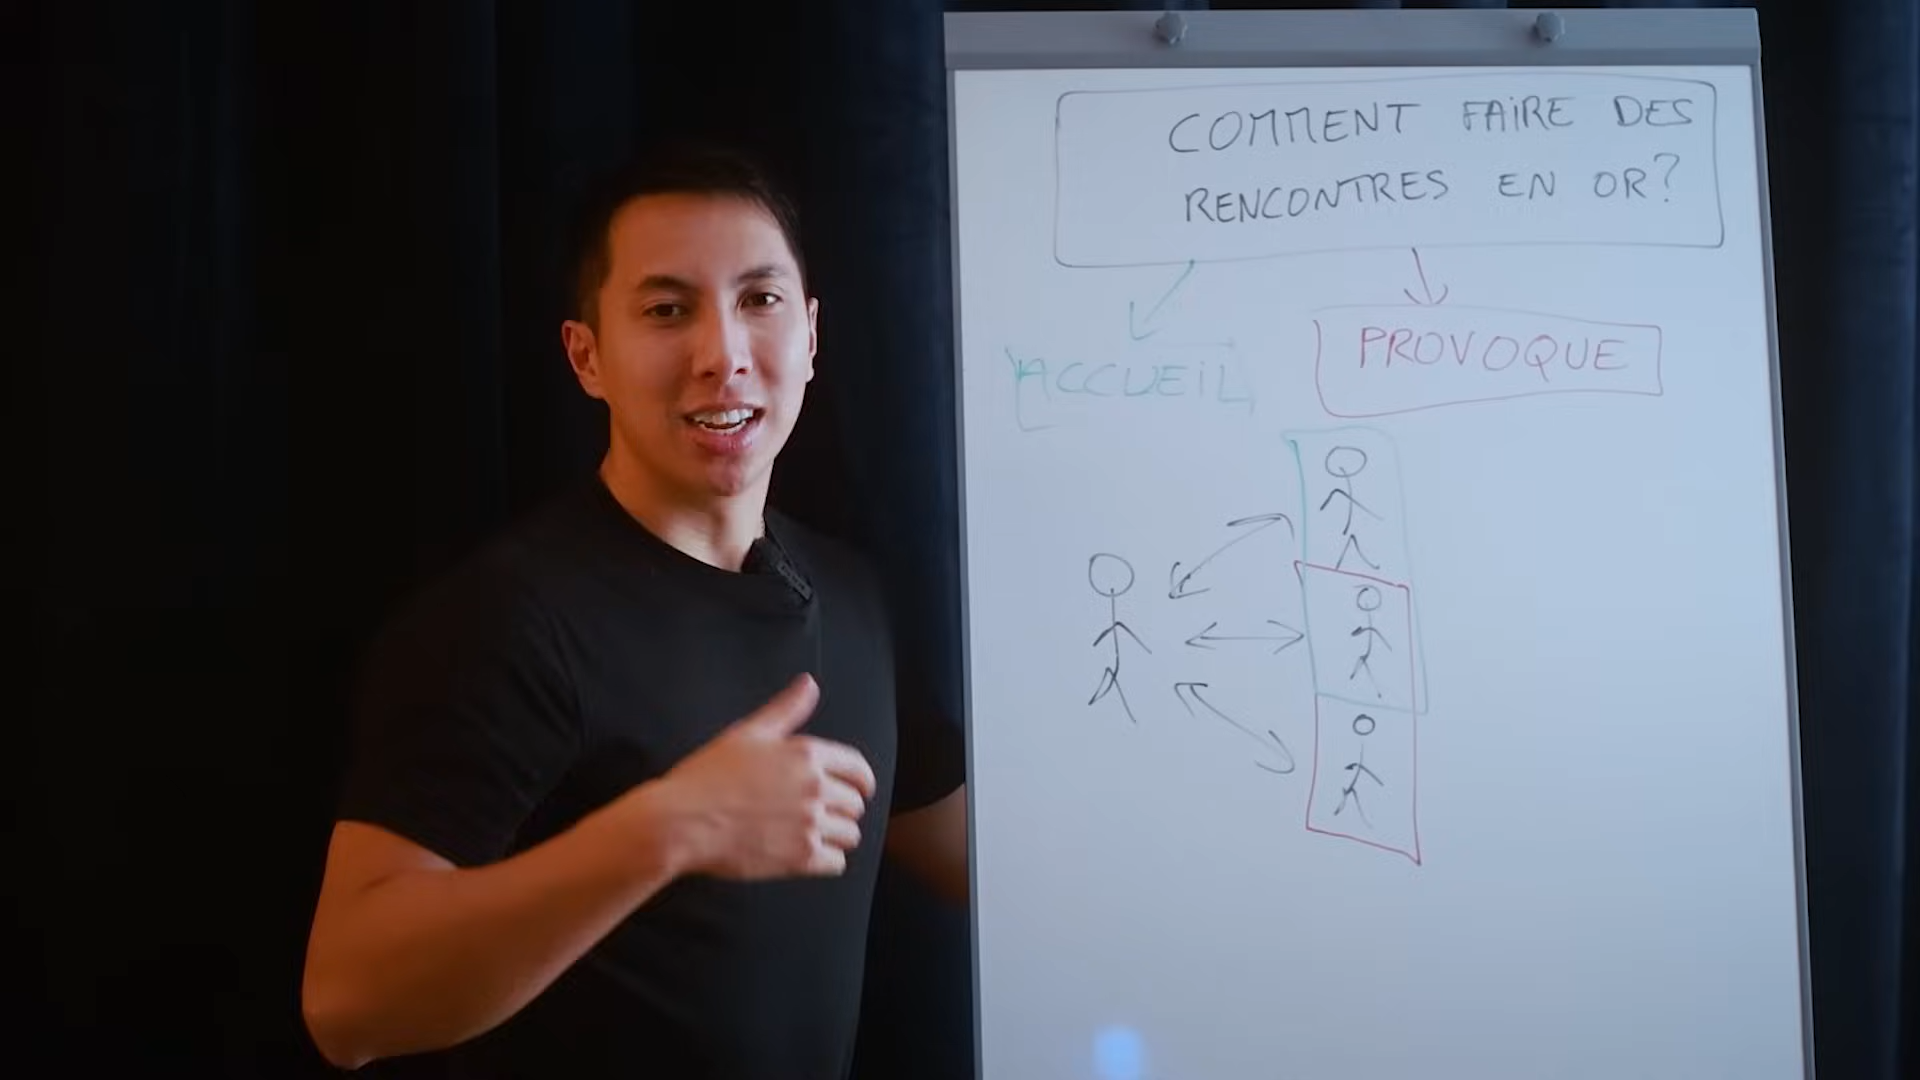 COMMENT FAIRE DES
RENCONTRES EN OR?
ACCUEIL
PROVOQUE